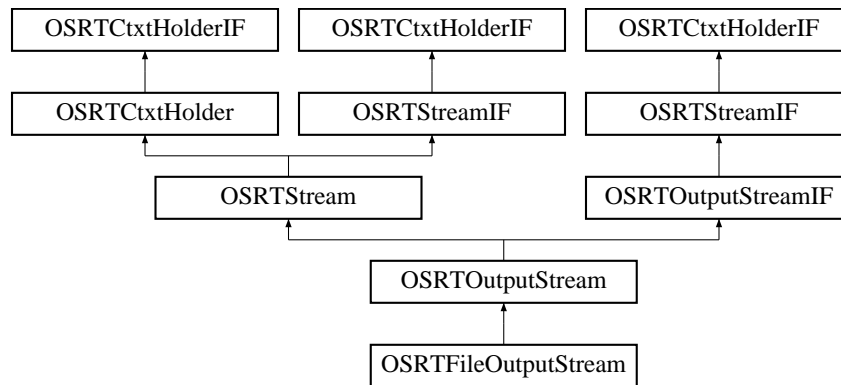 OSRTCtxtHolderIF
OSRTCtxtHolderIF
OSRTCtxtHolderIF
OSRTCtxtHolder
OSRTStreamIF
OSRTStreamIF
OSRTStream
OSRTOutputStreamIF
OSRTOutputStream
OSRTFileOutputStream